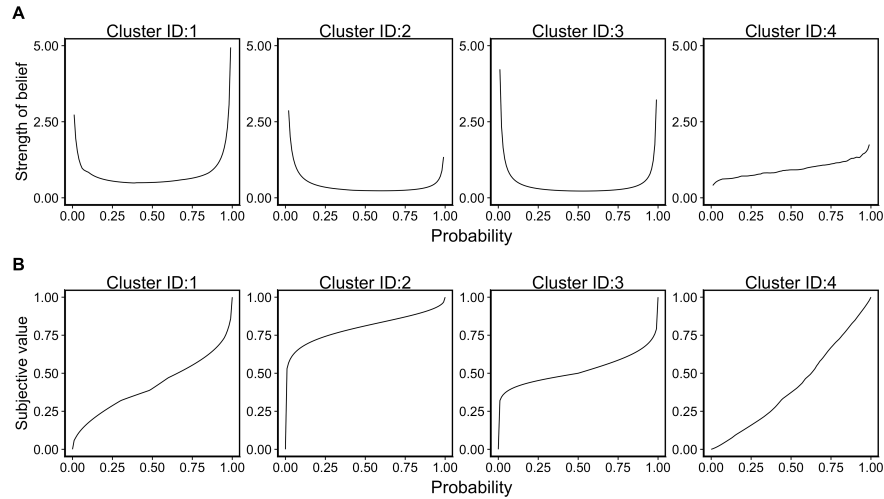 A
Cluster ID:1 Cluster ID:2 Cluster ID:3 Cluster ID:4
Strength of belief
5.00 5.00 5.00 5.00
2.50 2.50 2.50 2.50
0.00 0.00 0.00 0.00
0.00 0.25 0.50 0.75 1.00 0.00 0.25 0.50 0.75 1.00 0.00 0.25 0.50 0.75 1.00 0.00 0.25 0.50 0.75 1.00
Probability
B
Cluster ID:1 Cluster ID:2 Cluster ID:3 Cluster ID:4
Subjective value
1.00 1.00 1.00 1.00
0.75 0.75 0.75 0.75
0.50 0.50 0.50 0.50
0.25 0.25 0.25 0.25
0.00 0.00 0.00 0.00
0.00 0.25 0.50 0.75 1.00 0.00 0.25 0.50 0.75 1.00 0.00 0.25 0.50 0.75 1.00 0.00 0.25 0.50 0.75 1.00
Probability